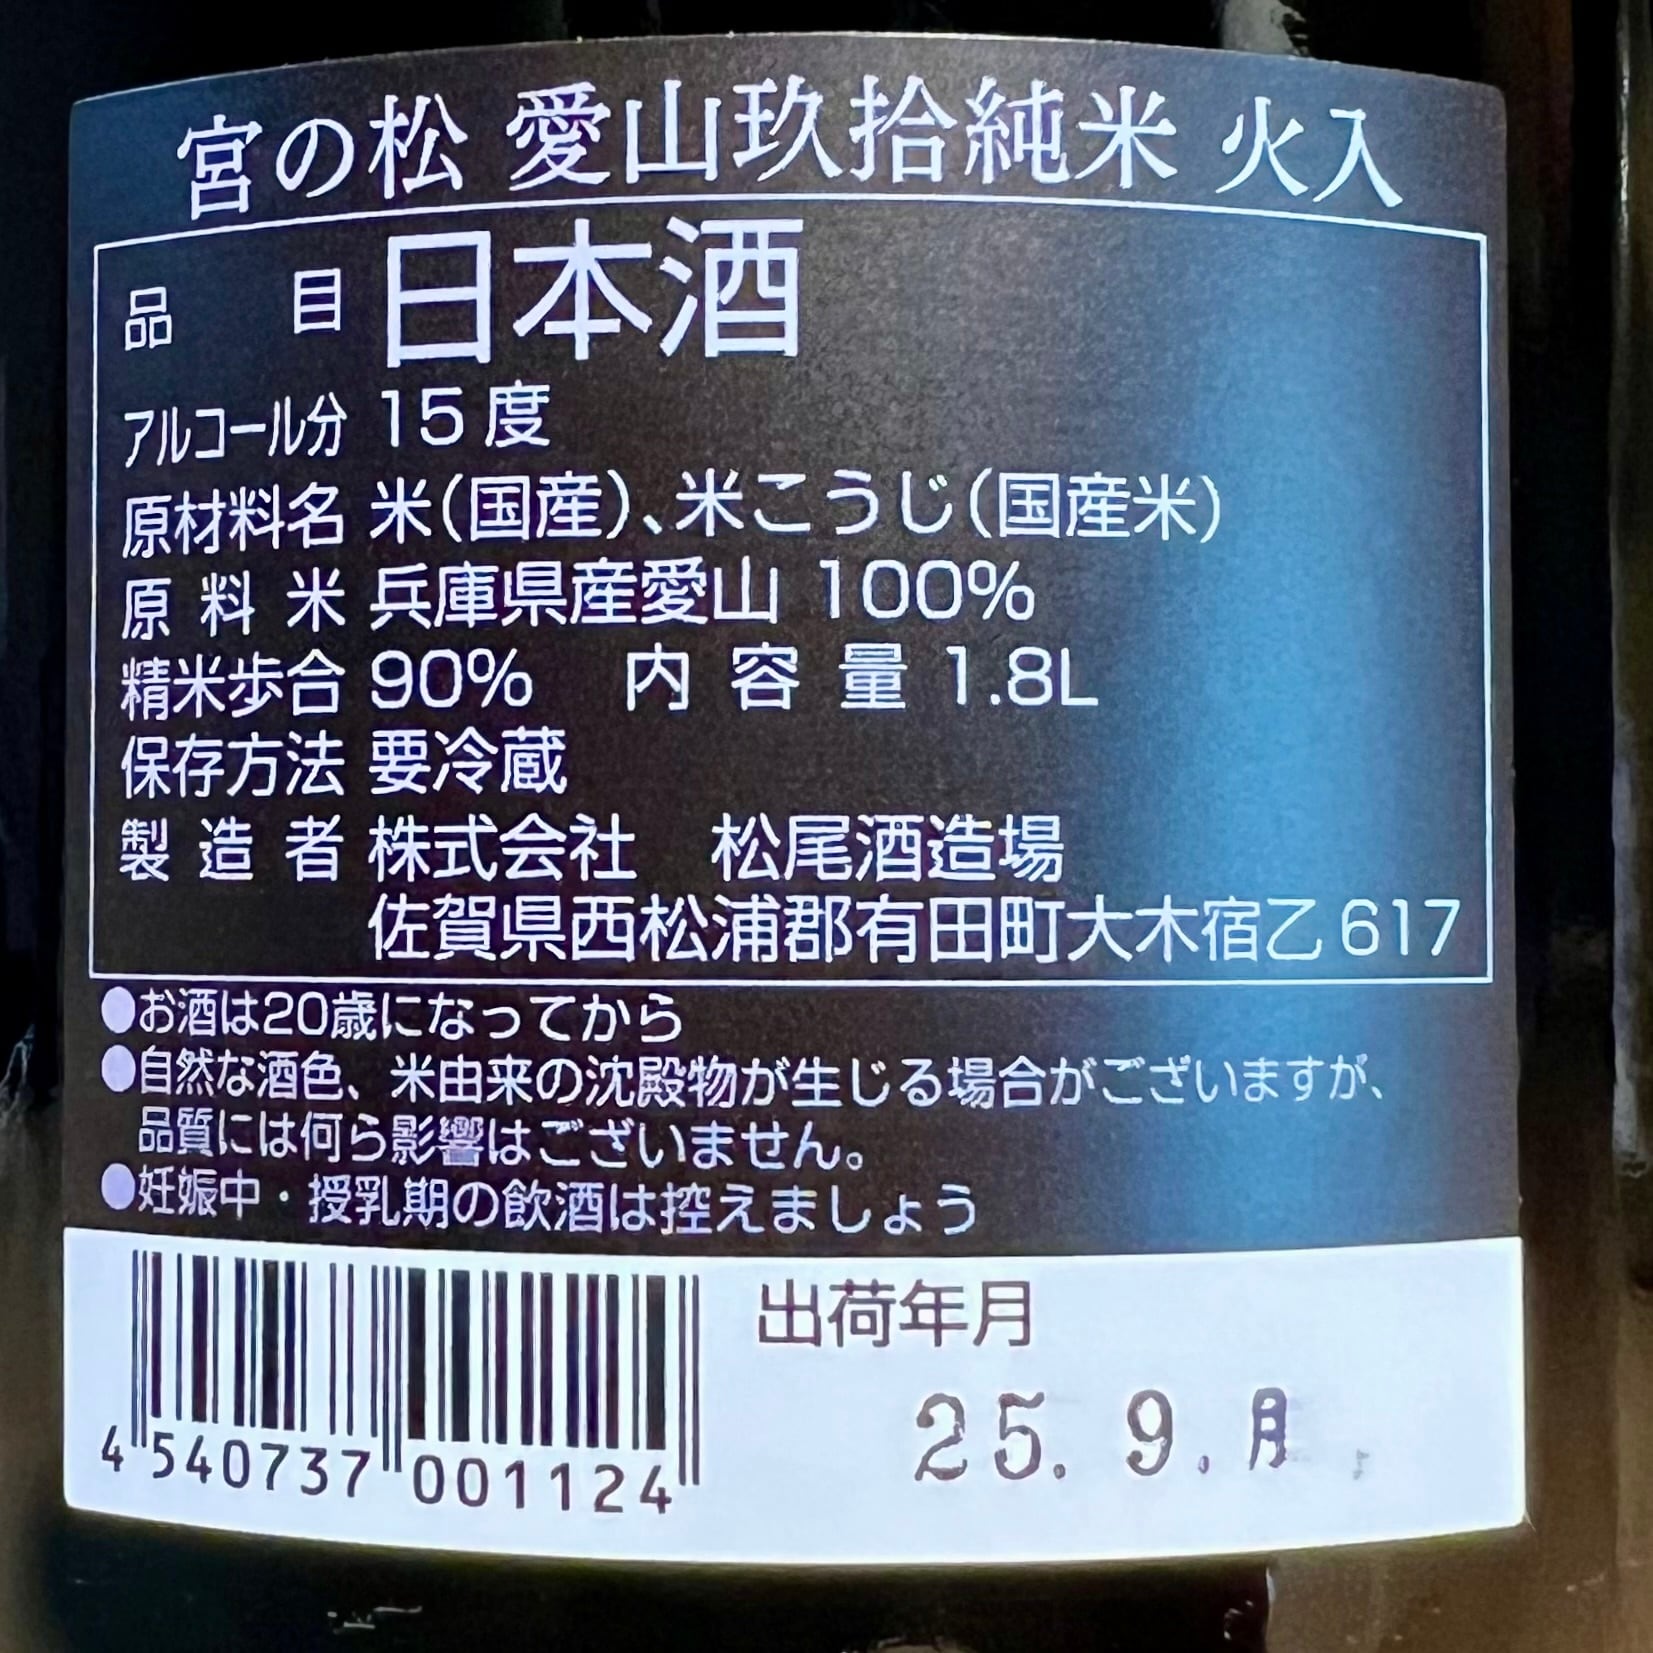 宮の松 愛山玖拾純米 火入
品目 日本酒
アルコール分 15度
原材料名 米(国産)、米こうじ(国産米)
原料米 兵庫県産愛山 100%
精米歩合 90% 内容量 1.8L
保存方法 要冷蔵
製造者 株式会社 松尾酒造場
佐賀県西松浦郡有田町大木宿乙617
●お酒は20歳になってから
●自然な酒色、米由来の沈殿物が生じる場合がございますが、
品質には何ら影響はございません。
●妊娠中・授乳期の飲酒は控えましょう
出荷年月
25.9.月
4 540737 001124